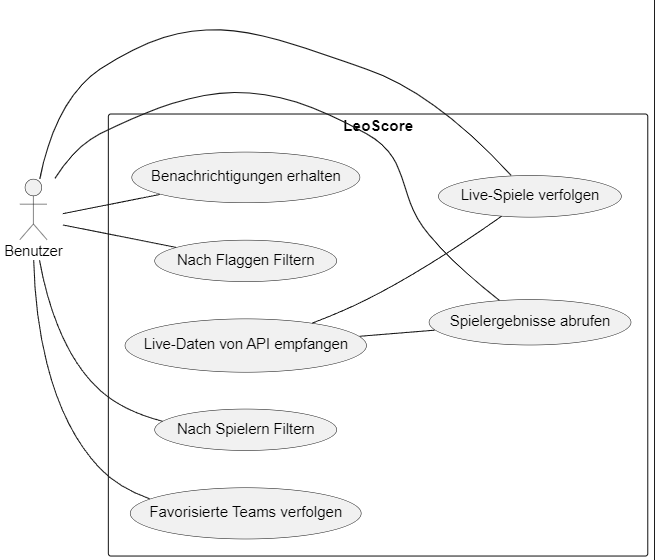 LeoScore
Benachrichtigungen erhalten
Live-Spiele verfolgen
Benutzer
Nach Flaggen Filtern
Spielergebnisse abrufen
Live-Daten von API empfangen
Nach Spielern Filtern
Favorisierte Teams verfolgen